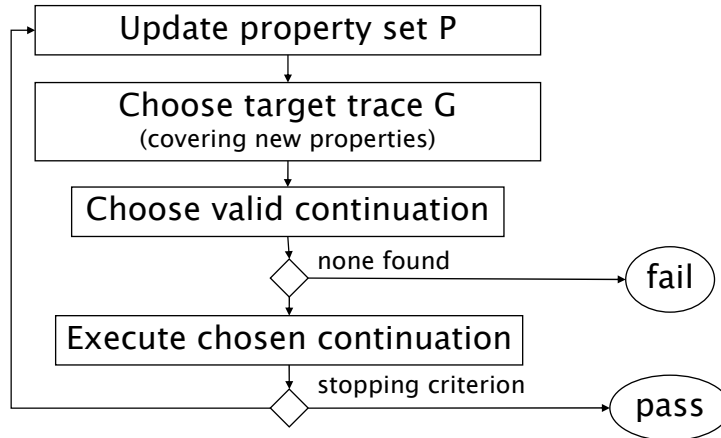 Update property set P
Choose target trace G
(covering new properties)
Choose valid continuation
none found
fail
Execute chosen continuation
stopping criterion
pass